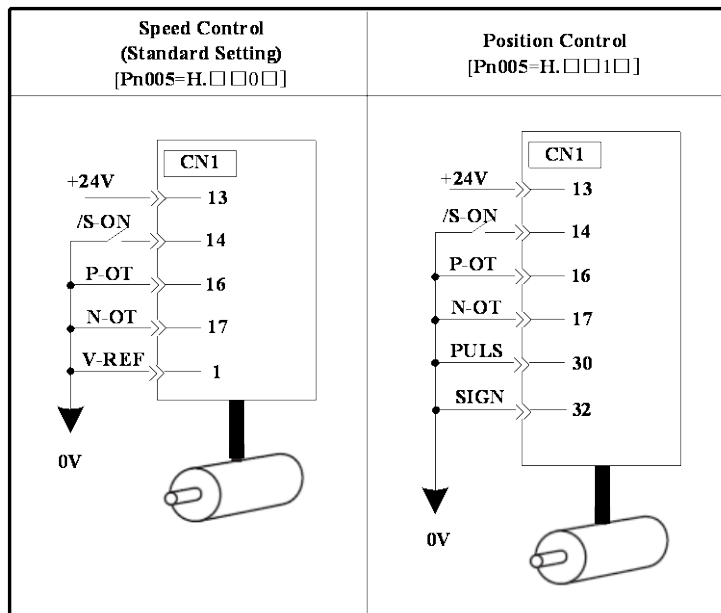 Speed Control
(Standard Setting)
[Pn005=H.□□0□]
CN1
+24V
13
/S-ON
14
P-OT
16
N-OT
17
V-REF
1
0V
Position Control
[Pn005=H.□□1□]
CN1
+24V
13
/S-ON
14
P-OT
16
N-OT
17
PULS
30
SIGN
32
0V